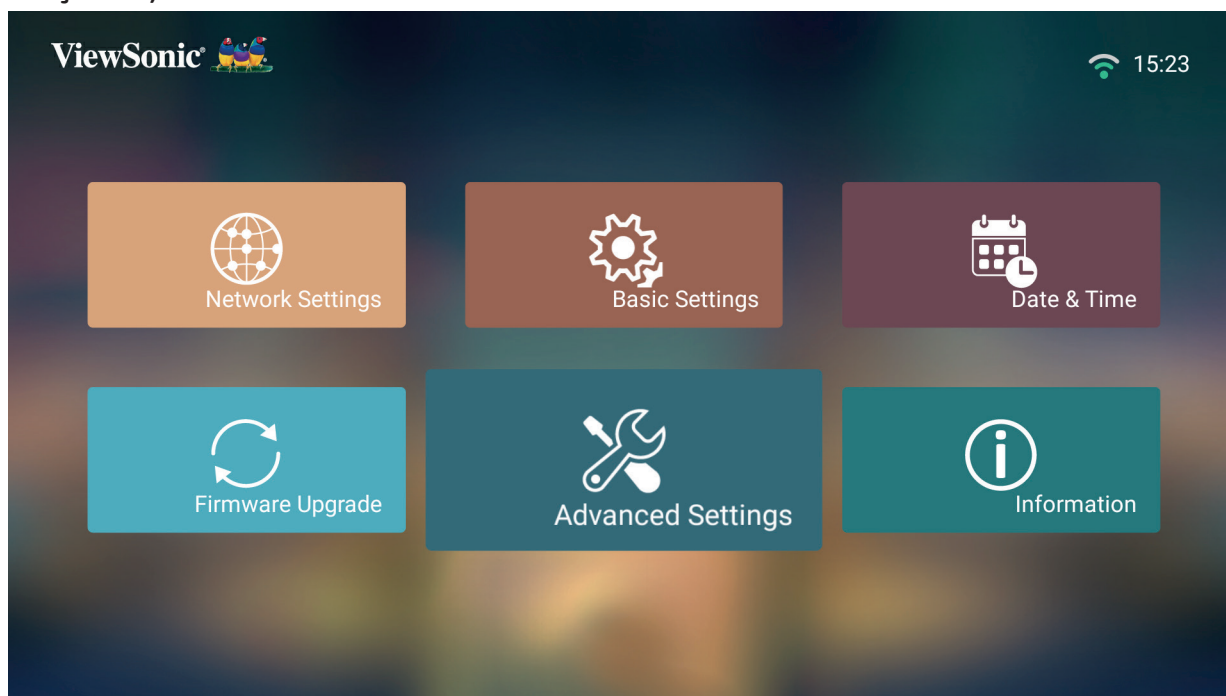 ViewSonic®
15:23
Network Settings
Basic Settings
Date & Time
Firmware Upgrade
Advanced Settings
Information